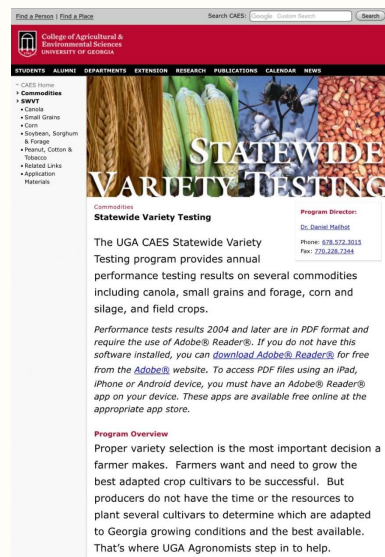 Find a Person | Find a Place
Search CAES: Google Custom Search Search
College of Agricultural &
Environmental Sciences
UNIVERSITY OF GEORGIA
STUDENTS ALUMNI DEPARTMENTS EXTENSION RESEARCH PUBLICATIONS CALENDAR NEWS
CAES Home
Commodities
SWVT
• Canola
• Small Grains
• Corn
• Soybean, Sorghum
& Forage
• Peanut, Cotton &
Tobacco
• Related Links
• Application
Materials
STATEWIDE
VARIETY TESTING
Commodities
Statewide Variety Testing
Program Director:
Dr. Daniel Mailhot
Phone: 678.572.3015
Fax: 770.228.7344
The UGA CAES Statewide Variety
Testing program provides annual
performance testing results on several commodities
including canola, small grains and forage, corn and
silage, and field crops.
Performance tests results 2004 and later are in PDF format and
require the use of Adobe® Reader®. If you do not have this
software installed, you can download Adobe® Reader® for free
from the Adobe® website. To access PDF files using an iPad,
iPhone or Android device, you must have an Adobe® Reader®
app on your device. These apps are available free online at the
appropriate app store.
Program Overview
Proper variety selection is the most important decision a
farmer makes. Farmers want and need to grow the
best adapted crop cultivars to be successful. But
producers do not have the time or the resources to
plant several cultivars to determine which are adapted
to Georgia growing conditions and the best available.
That's where UGA Agronomists step in to help.